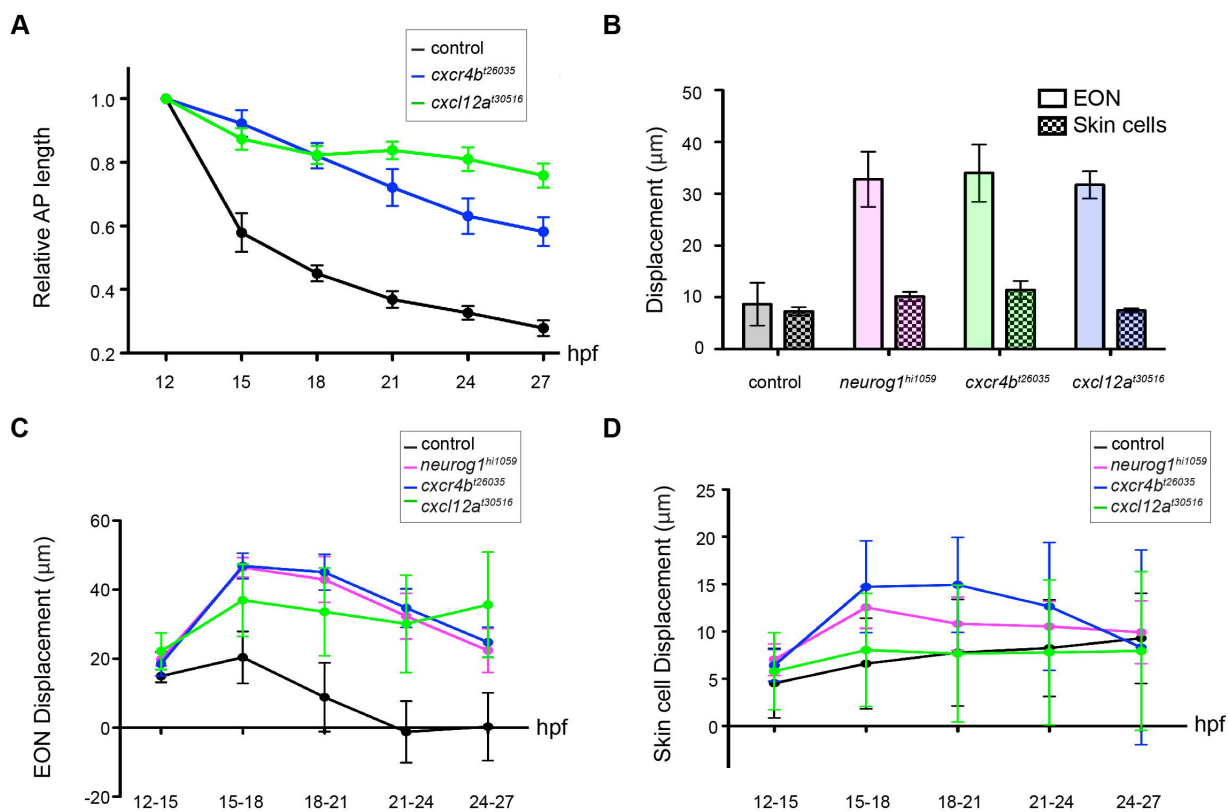 A
control
cxcr4b^t26035
cxcl12a^t30516
Relative AP length
1.0
0.8
0.6
0.4
0.2
hpf
12 15 18 21 24 27
B
EON
Skin cells
Displacement (μm)
50
40
30
20
10
0
control neurog1^hi1059 cxcr4b^t26035 cxcl12a^t30516
C
control
neurog1^hi1059
cxcr4b^t26035
cxcl12a^t30516
EON Displacement (μm)
60
40
20
0
-20
hpf
12-15 15-18 18-21 21-24 24-27
D
control
neurog1^hi1059
cxcr4b^t26035
cxcl12a^t30516
Skin cell Displacement (μm)
25
20
15
10
5
0
hpf
12-15 15-18 18-21 21-24 24-27